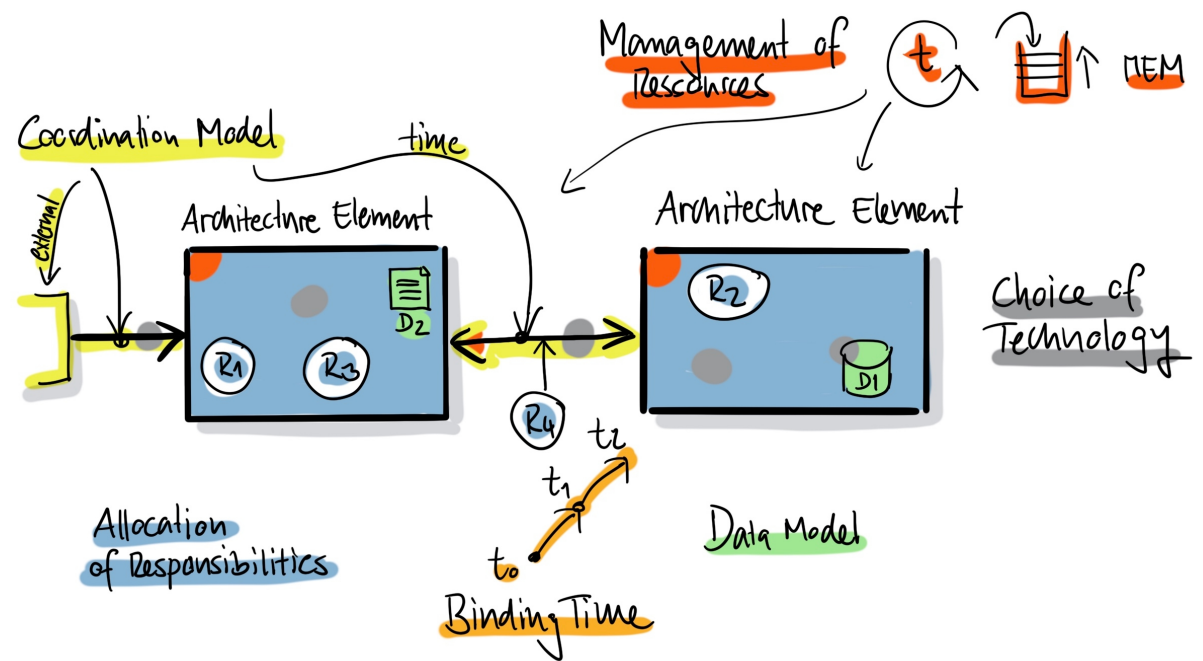 Management of
Ressources
t
MEM
Coordination Model
time
external
Architecture Element
Architecture Element
D2
R1
R3
R2
D1
R4
Choice of
Technology
t2
t1
t0
Binding Time
Allocation
of Responsibilities
Data Model